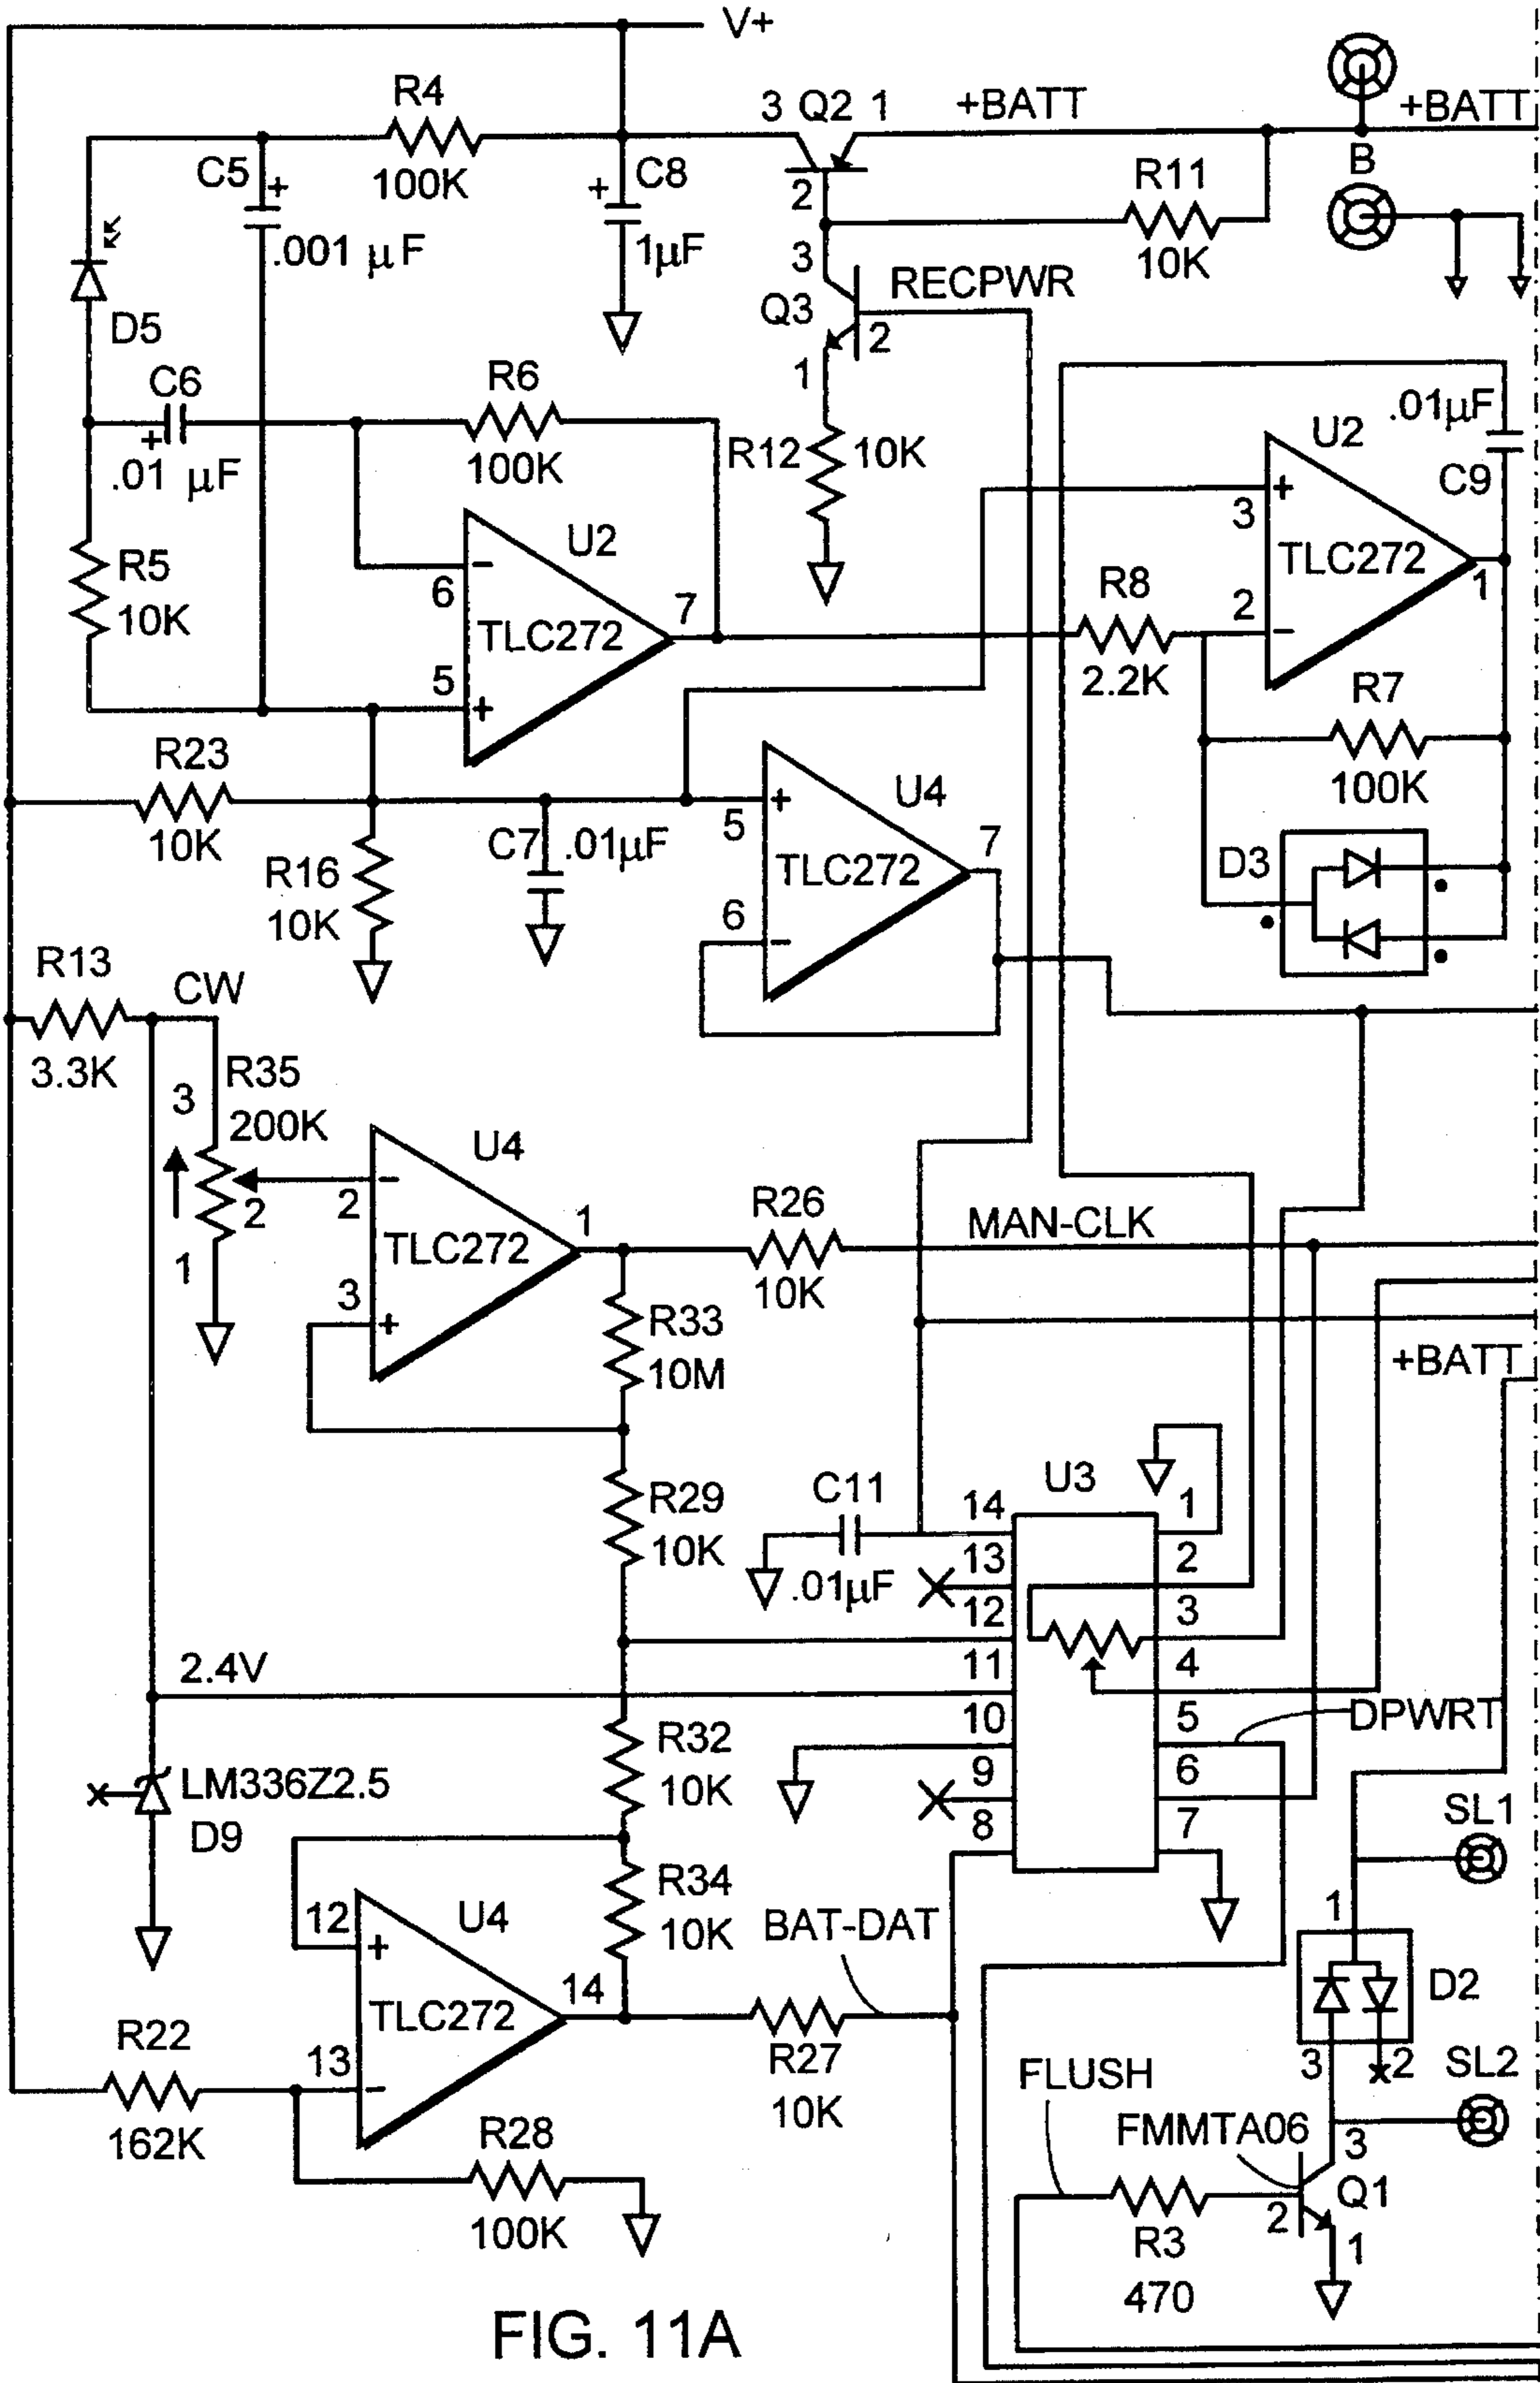 V+
R4
100K
3 Q2 1
+BATT
+BATT
C5
+
.001 µF
+
C8
1µF
2
R11
10K
B
D5
3
RECPWR
Q3
2
1
C6
+
.01 µF
R6
100K
R12
10K
U2
.01µF
C9
+
3
TLC272
1
2
−
R5
10K
U2
−
6
TLC272
7
5
+
R8
2.2K
R7
100K
R23
10K
R16
10K
C7
.01µF
U4
+
5
TLC272
7
6
−
D3
R13
3.3K
CW
3
R35
200K
2
1
U4
−
2
TLC272
1
3
+
R26
10K
MAN-CLK
R33
10M
+BATT
R29
10K
C11
.01µF
U3
14
13
12
11
10
9
8
1
2
3
4
5
6
7
DPWRT
2.4V
R32
10K
LM336Z2.5
D9
SL1
R34
10K
U4
12
+
TLC272
14
13
−
BAT-DAT
R27
10K
1
D2
3
2
SL2
R22
162K
R28
100K
FLUSH
FMMTA06
3
Q1
2
1
R3
470
FIG. 11A